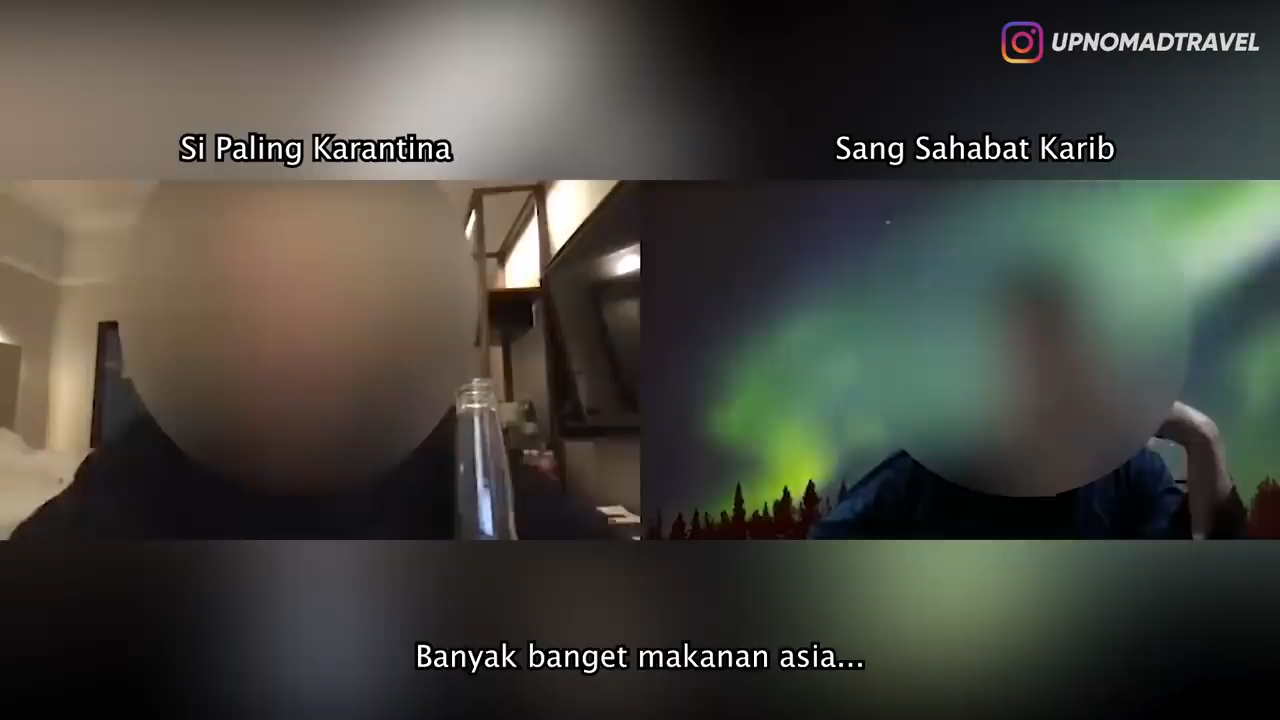 UPNOMADTRAVEL
Si Paling Karantina
Sang Sahabat Karib
Banyak banget makanan asia...